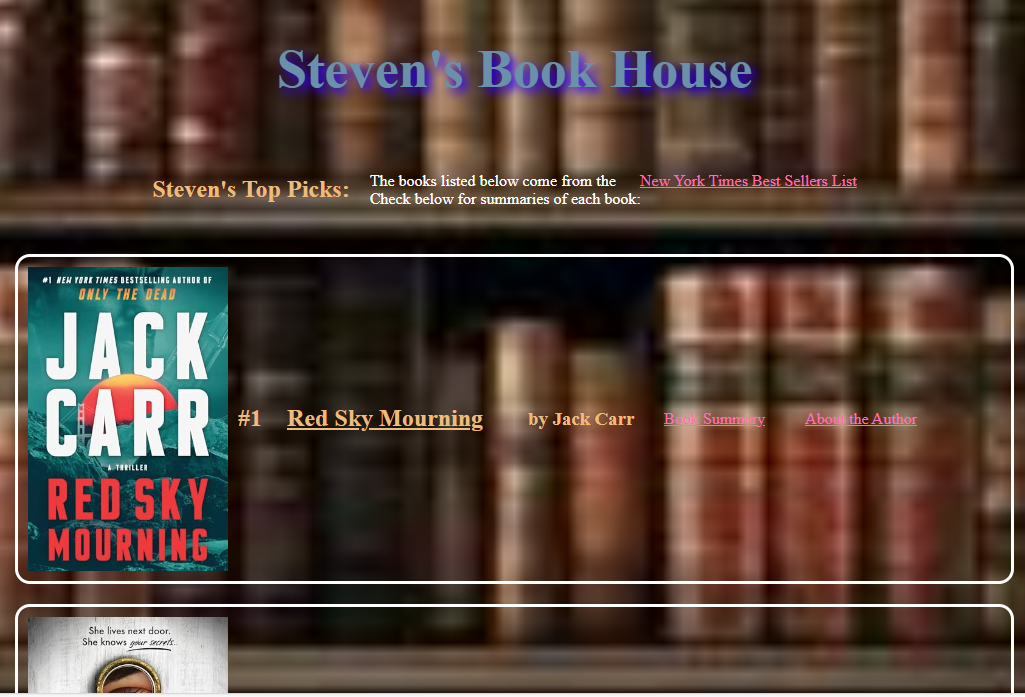 Steven's Book House
Steven's Top Picks:
The books listed below come from the New York Times Best Sellers List
Check below for summaries of each book:
#1 NEW YORK TIMES BESTSELLING AUTHOR OF
ONLY THE DEAD
JACK
CARR
A THRILLER
RED SKY
MOURNING
#1 Red Sky Mourning by Jack Carr Book Summary About the Author
She lives next door.
She knows your secrets...